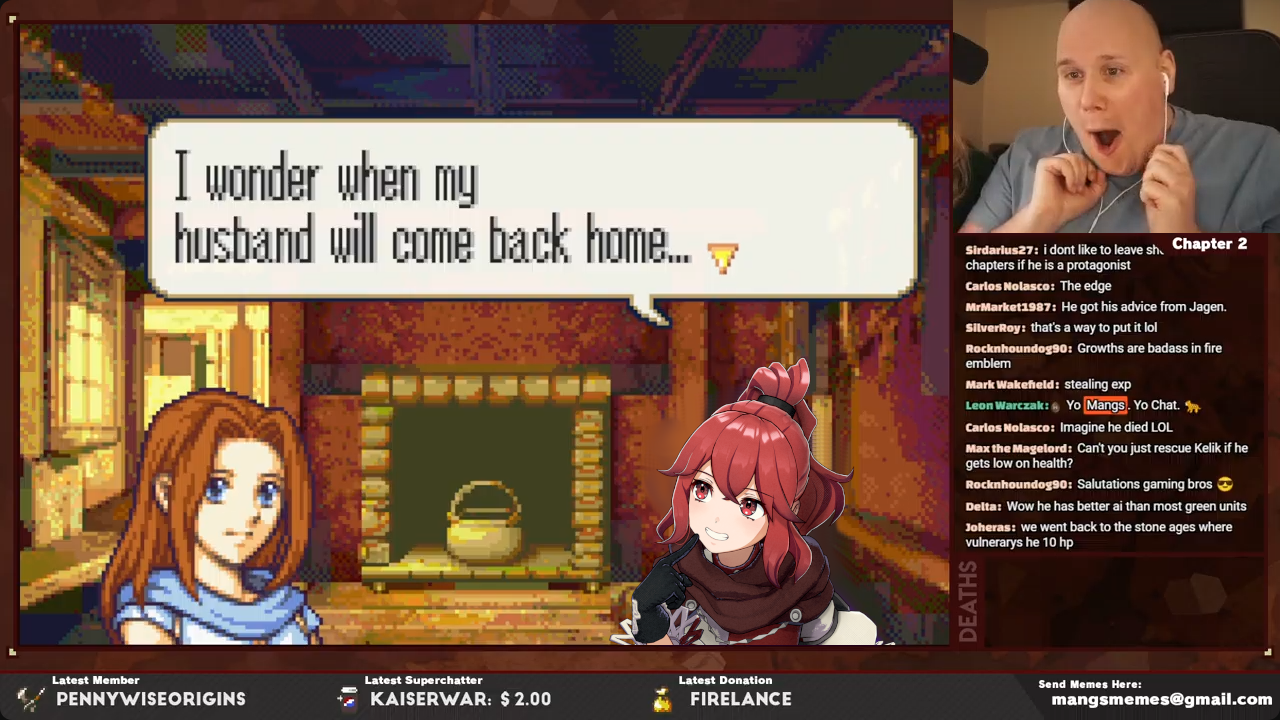 I wonder when my
husband will come back home...
Chapter 2
Sirdarius27: i dont like to leave
chapters if he is a protagonist
Carlos Nolasco: The edge
MrMarket1987: He got his advice from Jagen.
SilverRoy: that's a way to put it lol
Rocknhoundog90: Growths are badass in fire
emblem
Mark Wakefield: stealing exp
Leon Warczak: Yo Mangs. Yo Chat.
Carlos Nolasco: Imagine he died LOL
Max the Magelord: Can't you just rescue Kelik if he
gets low on health?
Rocknhoundog90: Salutations gaming bros
Delta: Wow he has better ai than most green units
Joheras: we went back to the stone ages where
vulnerarys he 10 hp
DEATHS
Latest Member
PENNYWISEORIGINS
Latest Superchatter
KAISERWAR: $2.00
Latest Donation
FIRELANCE
Send Memes Here:
mangsmemes@gmail.com